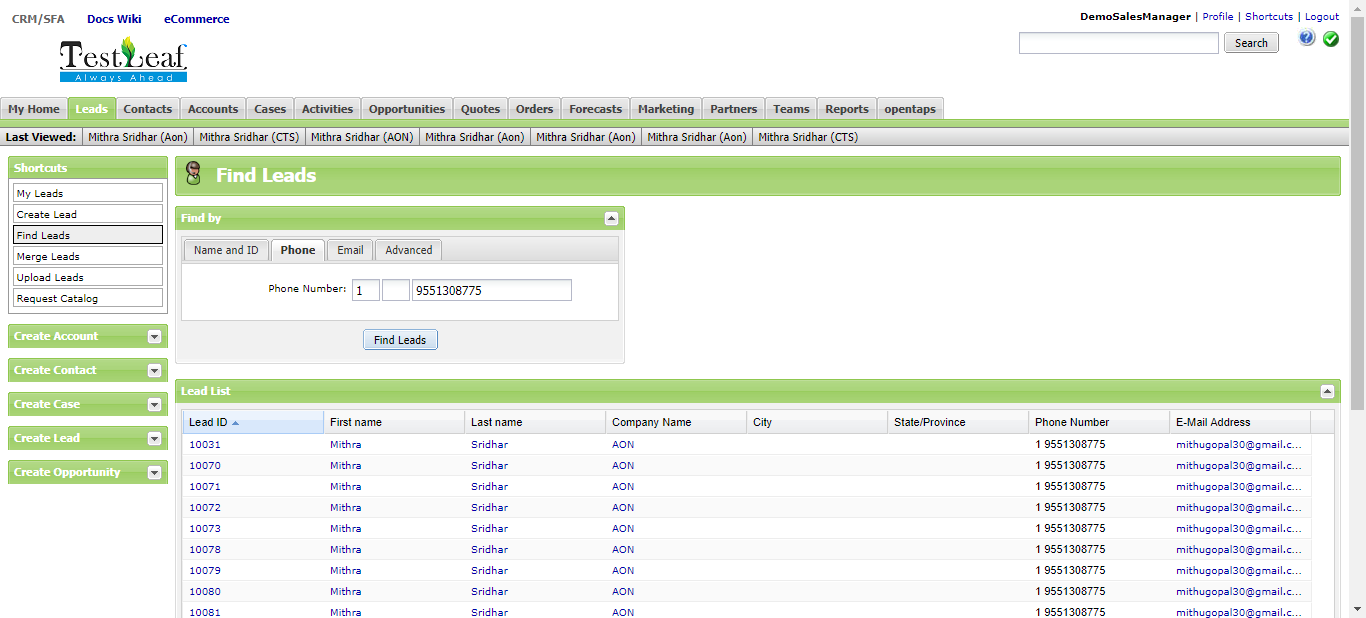 CRM/SFA Docs Wiki eCommerce
DemoSalesManager | Profile | Shortcuts | Logout
TestLeaf
Always Ahead
Search
My Home Leads Contacts Accounts Cases Activities Opportunities Quotes Orders Forecasts Marketing Partners Teams Reports opentaps
Last Viewed: Mithra Sridhar (Aon) Mithra Sridhar (CTS) Mithra Sridhar (AON) Mithra Sridhar (Aon) Mithra Sridhar (Aon) Mithra Sridhar (Aon) Mithra Sridhar (CTS)
Shortcuts
My Leads
Create Lead
Find Leads
Merge Leads
Upload Leads
Request Catalog
Create Account
Create Contact
Create Case
Create Lead
Create Opportunity
Find Leads
Find by
Name and ID Phone Email Advanced
Phone Number: 1 9551308775
Find Leads
Lead List
Lead ID First name Last name Company Name City State/Province Phone Number E-Mail Address
10031 Mithra Sridhar AON 1 9551308775 mithugopal30@gmail.c...
10070 Mithra Sridhar AON 1 9551308775 mithugopal30@gmail.c...
10071 Mithra Sridhar AON 1 9551308775 mithugopal30@gmail.c...
10072 Mithra Sridhar AON 1 9551308775 mithugopal30@gmail.c...
10073 Mithra Sridhar AON 1 9551308775 mithugopal30@gmail.c...
10078 Mithra Sridhar AON 1 9551308775 mithugopal30@gmail.c...
10079 Mithra Sridhar AON 1 9551308775 mithugopal30@gmail.c...
10080 Mithra Sridhar AON 1 9551308775 mithugopal30@gmail.c...
10081 Mithra Sridhar AON 1 9551308775 mithugopal30@gmail.c...